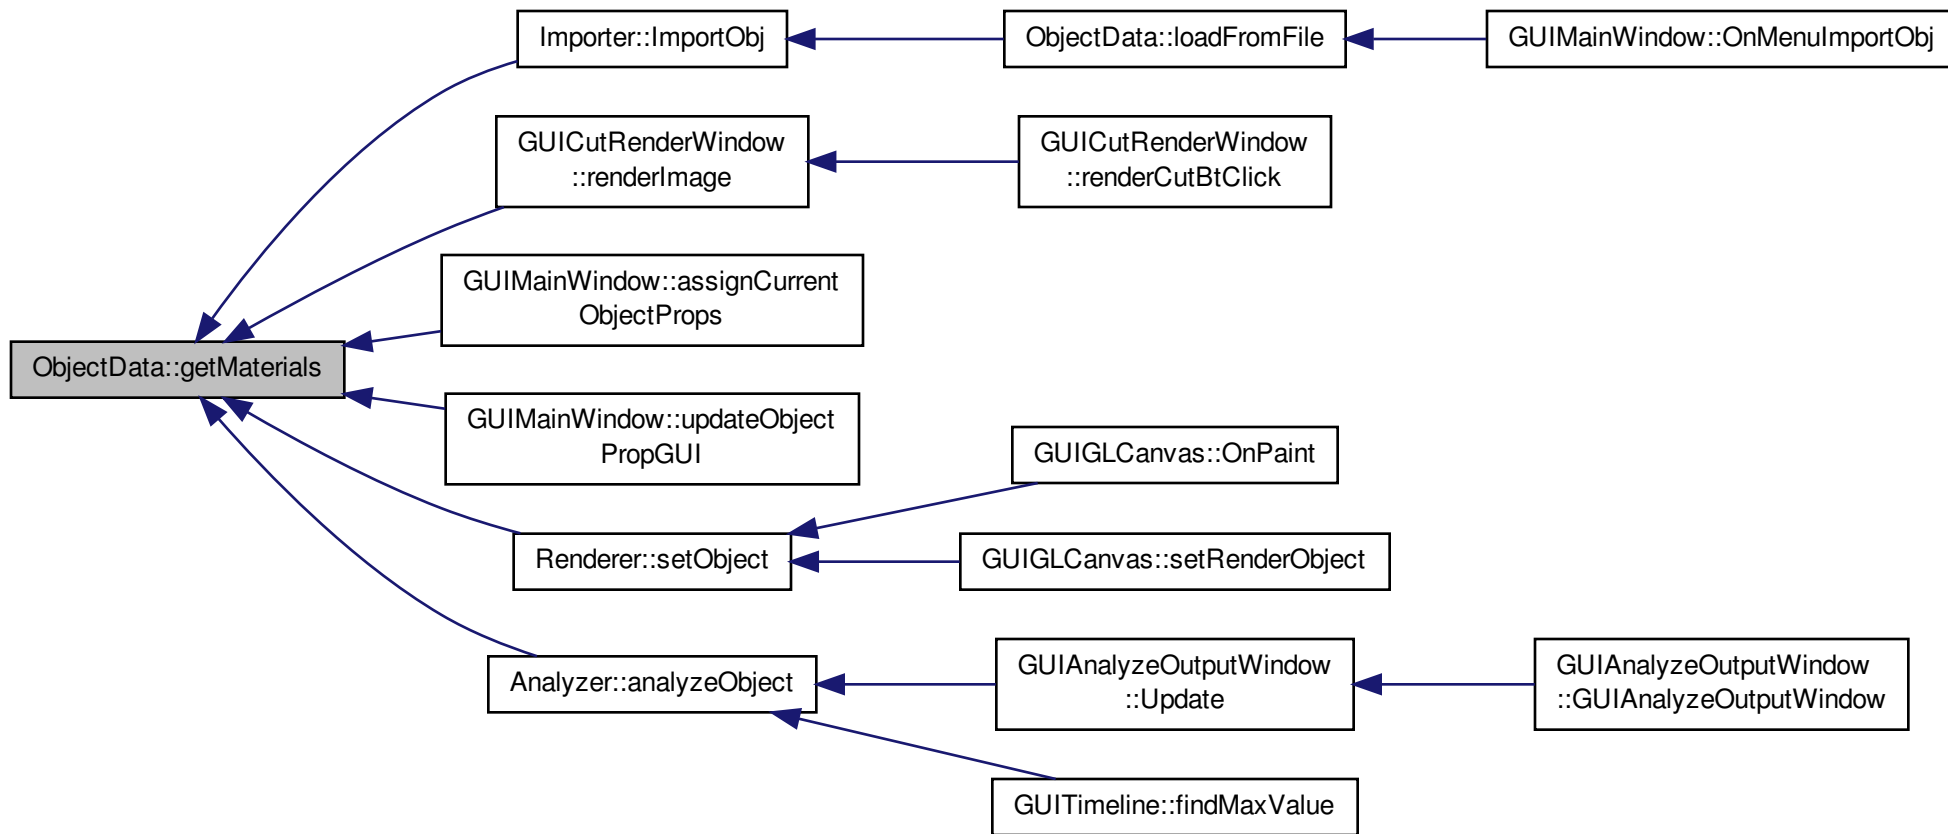 Importer::ImportObj
ObjectData::loadFromFile
GUIMainWindow::OnMenuImportObj
GUICutRenderWindow
::renderImage
GUICutRenderWindow
::renderCutBtClick
GUIMainWindow::assignCurrent
ObjectProps
ObjectData::getMaterials
GUIMainWindow::updateObject
PropGUI
GUIGLCanvas::OnPaint
Renderer::setObject
GUIGLCanvas::setRenderObject
Analyzer::analyzeObject
GUIAnalyzeOutputWindow
::Update
GUIAnalyzeOutputWindow
::GUIAnalyzeOutputWindow
GUITimeline::findMaxValue